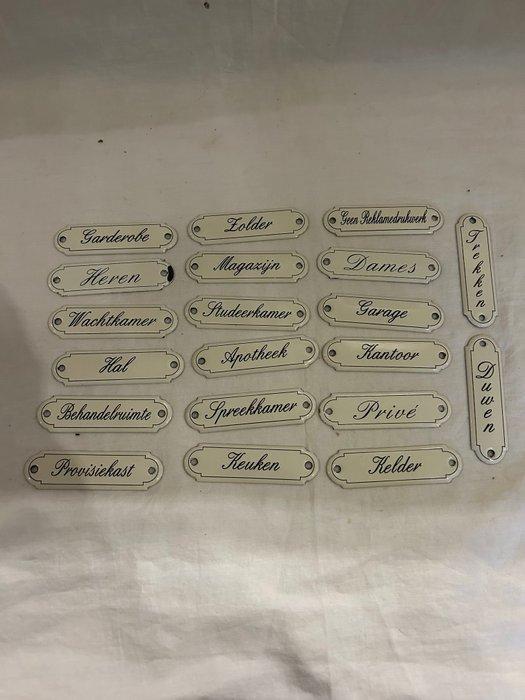 Garderobe
Zolder
Geen Reklamedrukwerk
Heren
Magazijn
Dames
Wachtkamer
Studeerkamer
Garage
Hal
Apotheek
Kantoor
Behandelruimte
Spreekkamer
Privé
Provisiekast
Keuken
Kelder
Trekken
Duwen